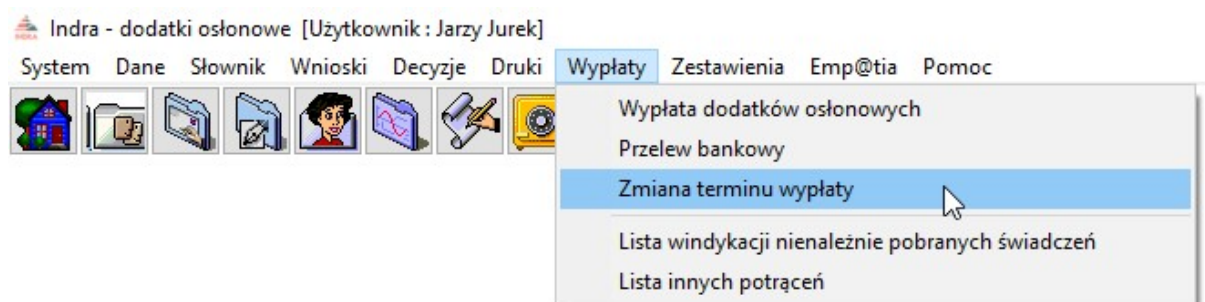 Indra - dodatki osłonowe [Użytkownik : Jarzy Jurek]
System Dane Słownik Wnioski Decyzje Druki Wypłaty Zestawienia Emp@tia Pomoc
Wypłata dodatków osłonowych
Przelew bankowy
Zmiana terminu wypłaty
Lista windykacji nienależnie pobranych świadczeń
Lista innych potrąceń